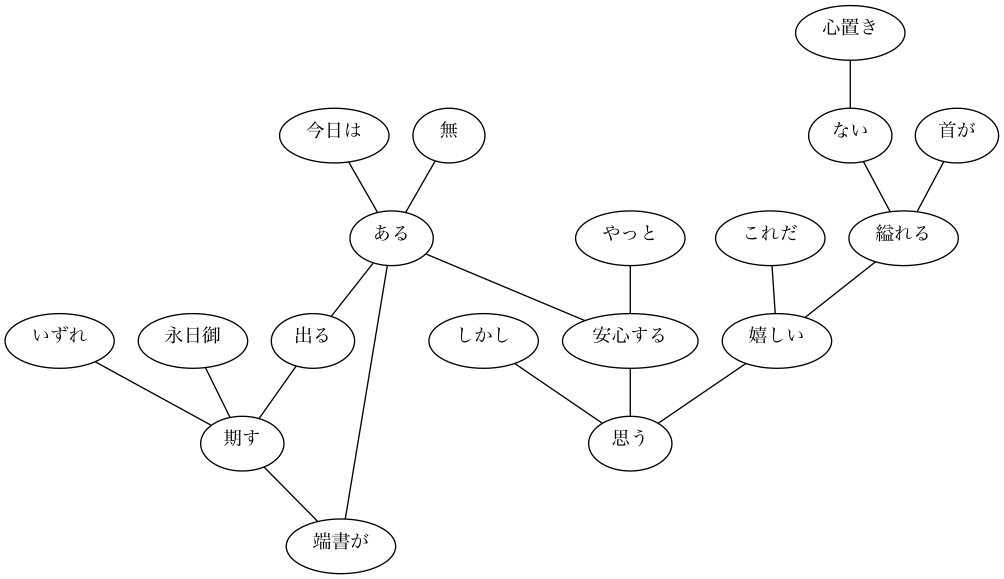 心置き
今日は
無
ない
首が
ある
やっと
これだ
縊れる
いずれ
永日御
出る
しかし
安心する
嬉しい
期す
思う
端書が